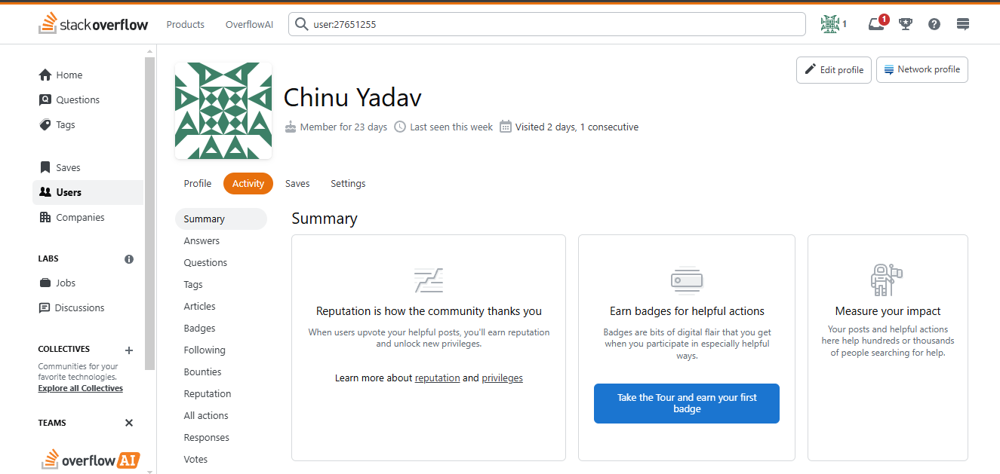 stackoverflow Products OverflowAI user:27651255 1 1
Edit profile Network profile
Home
Questions
Tags
Saves
Users
Companies
LABS
Jobs
Discussions
COLLECTIVES
Communities for your
favorite technologies.
Explore all Collectives
TEAMS
overflowAI
Chinu Yadav
Member for 23 days Last seen this week Visited 2 days, 1 consecutive
Profile Activity Saves Settings
Summary
Answers
Questions
Tags
Articles
Badges
Following
Bounties
Reputation
All actions
Responses
Votes
Summary
Reputation is how the community thanks you
When users upvote your helpful posts, you'll earn reputation
and unlock new privileges.
Learn more about reputation and privileges
Earn badges for helpful actions
Badges are bits of digital flair that you get
when you participate in especially helpful
ways.
Take the Tour and earn your first
badge
Measure your impact
Your posts and helpful actions
here help hundreds or thousands
of people searching for help.